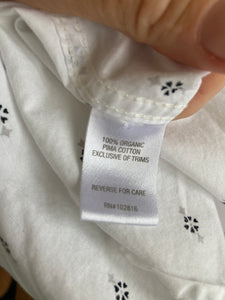 100% ORGANIC
PIMA COTTON
EXCLUSIVE OF TRIMS
REVERSE FOR CARE
RN#102816